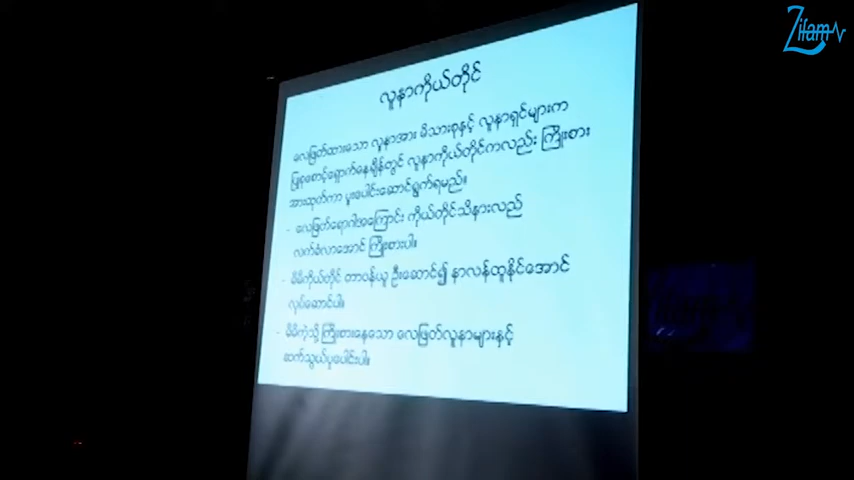 Zifam
လူနာကိုယ်တိုင်
လေဖြတ်ထားသော လူနာအား မိသားစုနှင့် လူနာရှင်များက
ပြုစုစောင့်ရှောက်နေချိန်တွင် လူနာကိုယ်တိုင်ကလည်း ကြိုးစား
အားထုတ်ကာ ပူးပေါင်းဆောင်ရွက်ရမည်။
- လေဖြတ်ရောဂါအကြောင်း ကိုယ်တိုင်သိနားလည်
လက်ခံလာအောင် ကြိုးစားပါ။
- မိမိကိုယ်တိုင် တာဝန်ယူ ဦးဆောင်၍ နာလန်ထူနိုင်အောင်
လုပ်ဆောင်ပါ။
- မိမိကဲ့သို့ ကြိုးစားနေသော လေဖြတ်လူနာများနှင့်
ဆက်သွယ်ပူပေါင်းပါ။